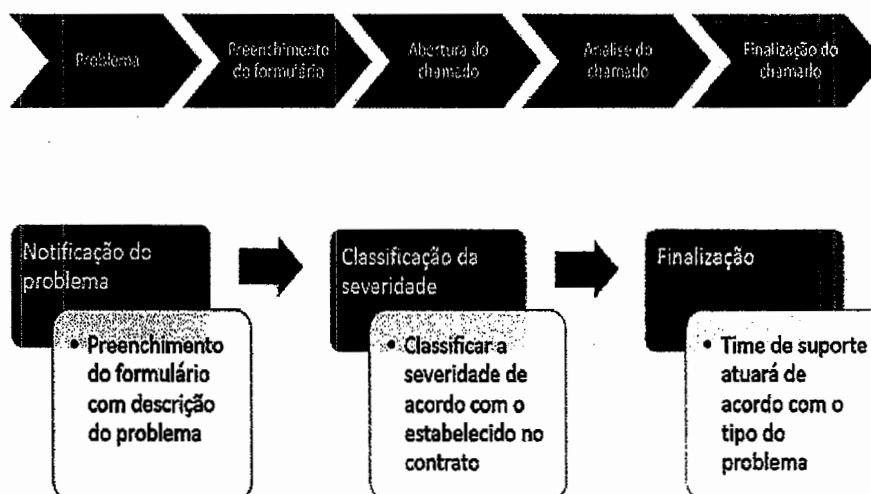 Problema
Preenchimento
do formulário
Abertura do
chamado
Analise do
chamado
Finalização do
chamado
Notificação do
problema
• Preenchimento
do formulário
com descrição
do problema
Classificação da
severidade
• Classificar a
severidade de
acordo com o
estabelecido no
contrato
Finalização
• Time de suporte
atuará de
acordo com o
tipo do
problema